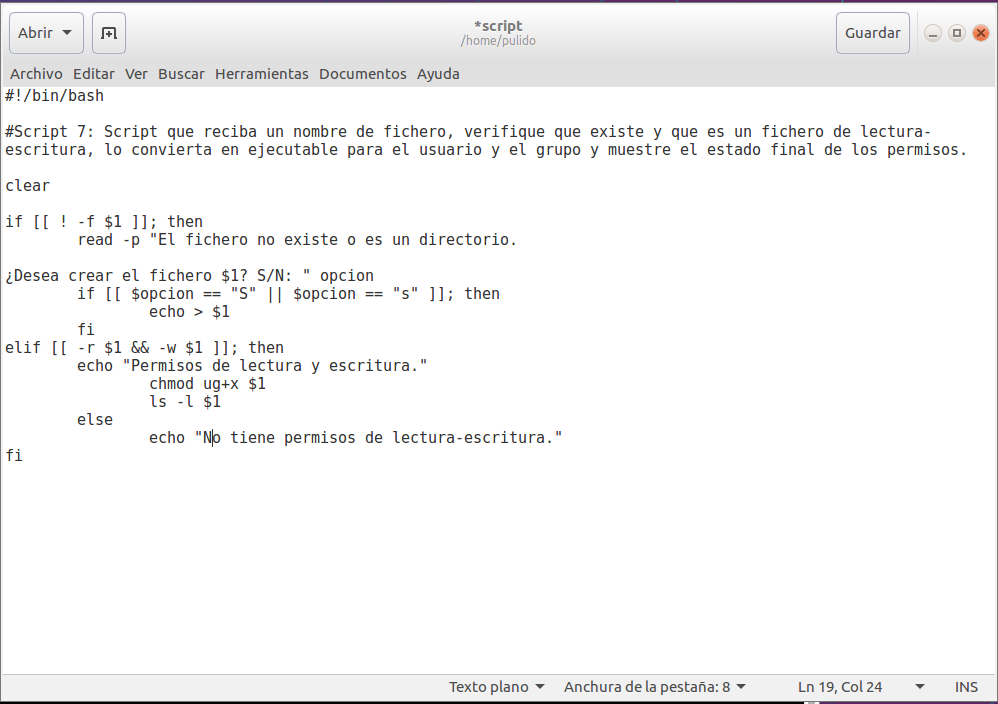 Abrir
*script
/home/pulido
Guardar
Archivo Editar Ver Buscar Herramientas Documentos Ayuda
#!/bin/bash
#Script 7: Script que reciba un nombre de fichero, verifique que existe y que es un fichero de lectura-
escritura, lo convierta en ejecutable para el usuario y el grupo y muestre el estado final de los permisos.
clear
if [[ ! -f $1 ]]; then
        read -p "El fichero no existe o es un directorio.
¿Desea crear el fichero $1? S/N: " opcion
        if [[ $opcion == "S" || $opcion == "s" ]]; then
                echo > $1
        fi
elif [[ -r $1 && -w $1 ]]; then
        echo "Permisos de lectura y escritura."
                chmod ug+x $1
                ls -l $1
        else
                echo "No tiene permisos de lectura-escritura."
fi
Texto plano Anchura de la pestaña: 8 Ln 19, Col 24 INS